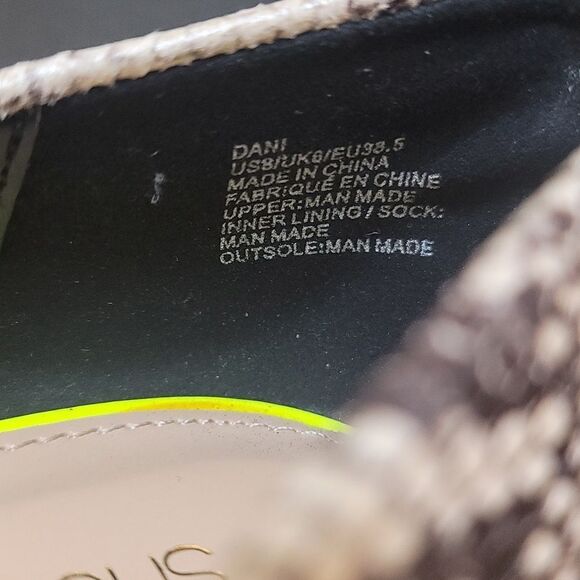 DANI
US8/UK6/EU38.5
MADE IN CHINA
FABRIQUE EN CHINE
UPPER:MAN MADE
INNER LINING / SOCK:
MAN MADE
OUTSOLE:MAN MADE